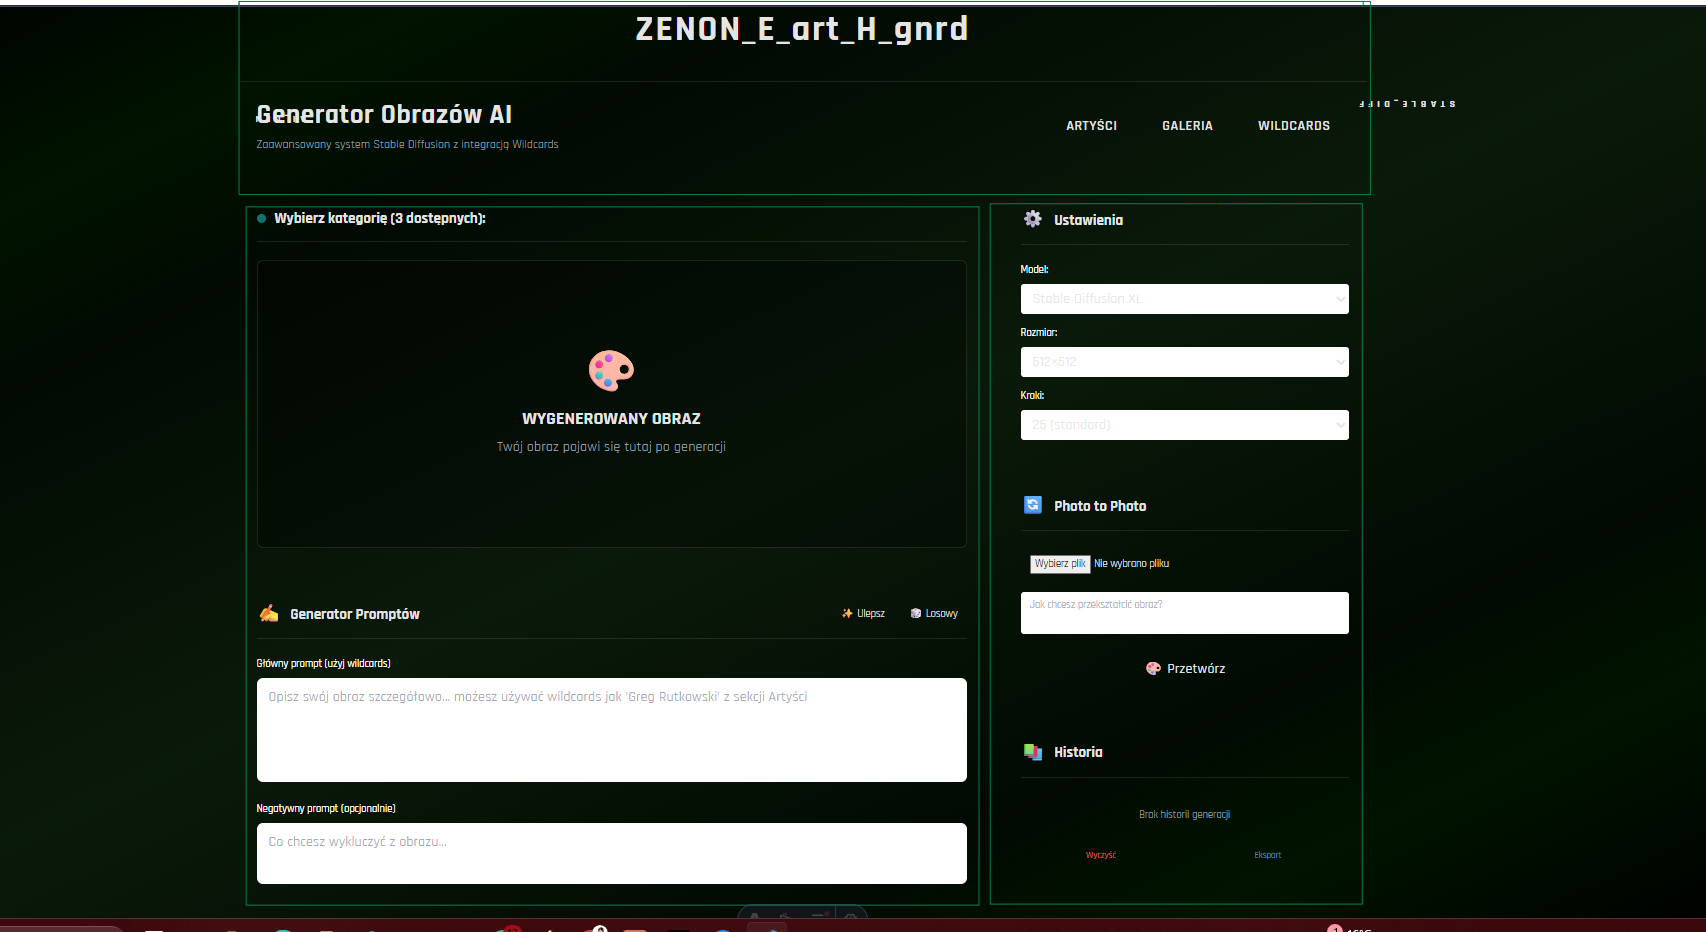 ZENON_E_art_H_gnrd
Generator Obrazów AI
Zaawansowany system Stable Diffusion z integracją Wildcards
ARTYŚCI
GALERIA
WILDCARDS
STABLE_DIFF
Wybierz kategorię (3 dostępnych):
WYGENEROWANY OBRAZ
Twój obraz pojawi się tutaj po generacji
Generator Promptów
Ulepsz
Losowy
Główny prompt (użyj wildcards)
Opisz swój obraz szczegółowo... możesz używać wildcards jak 'Greg Rutkowski' z sekcji Artyści
Negatywny prompt (opcjonalnie)
Co chcesz wykluczyć z obrazu...
Ustawienia
Model:
Stable Diffusion XL
Rozmiar:
512×512
Kroki:
25 (standard)
Photo to Photo
Wybierz plik Nie wybrano pliku
Jak chcesz przekształcić obraz?
Przetwórz
Historia
Brak historii generacji
Wyczyść
Eksport